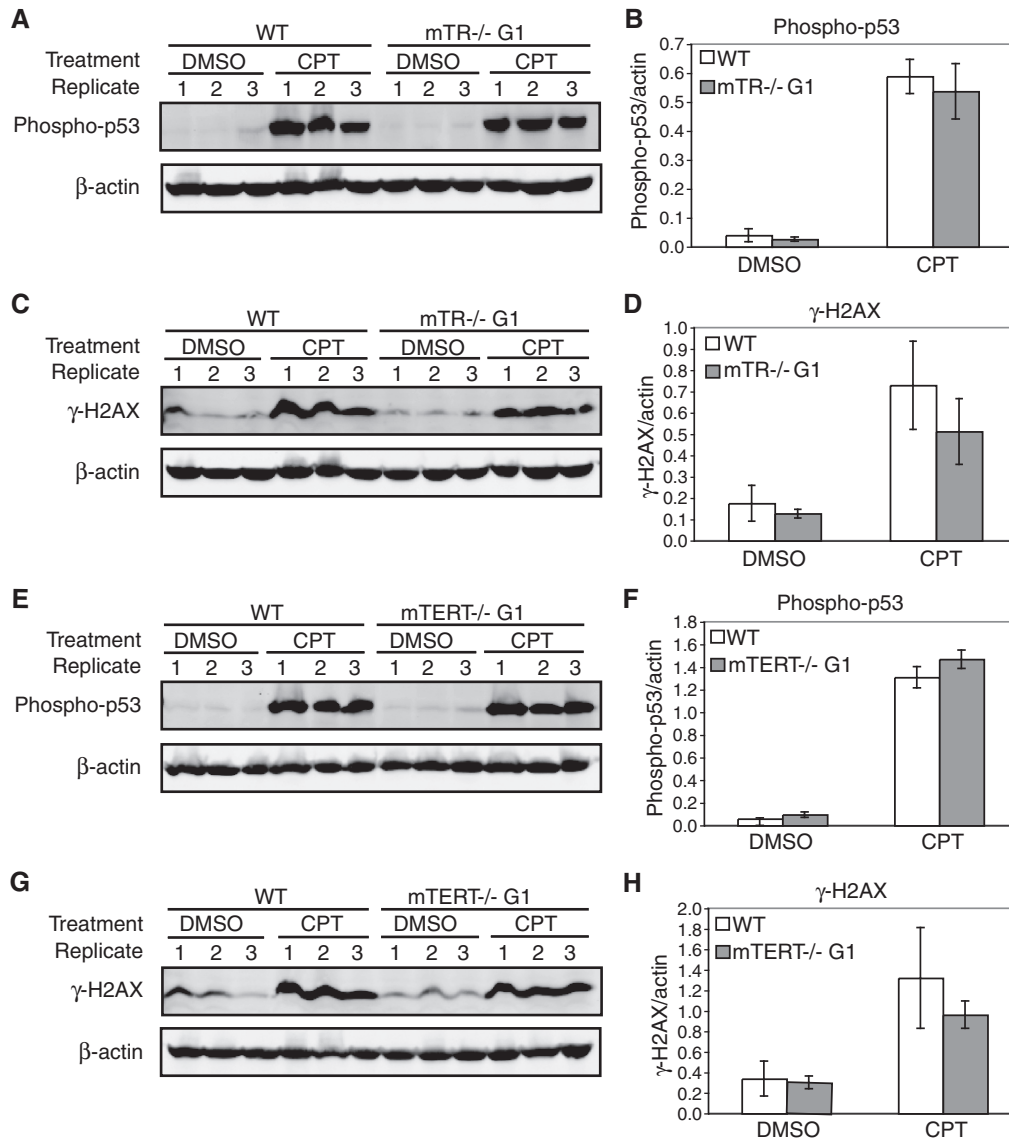 A
WT mTR-/- G1
Treatment DMSO CPT DMSO CPT
Replicate 1 2 3 1 2 3 1 2 3 1 2 3
Phospho-p53
β-actin
B
Phospho-p53
WT
mTR-/- G1
Phospho-p53/actin
0.7
0.6
0.5
0.4
0.3
0.2
0.1
0.0
DMSO CPT
C
WT mTR-/- G1
Treatment DMSO CPT DMSO CPT
Replicate 1 2 3 1 2 3 1 2 3 1 2 3
γ-H2AX
β-actin
D
γ-H2AX
WT
mTR-/- G1
γ-H2AX/actin
1.0
0.9
0.8
0.7
0.6
0.5
0.4
0.3
0.2
0.1
0.0
DMSO CPT
E
WT mTERT-/- G1
Treatment DMSO CPT DMSO CPT
Replicate 1 2 3 1 2 3 1 2 3 1 2 3
Phospho-p53
β-actin
F
Phospho-p53
WT
mTERT-/- G1
Phospho-p53/actin
1.8
1.6
1.4
1.2
1.0
0.8
0.6
0.4
0.2
0.0
DMSO CPT
G
WT mTERT-/- G1
Treatment DMSO CPT DMSO CPT
Replicate 1 2 3 1 2 3 1 2 3 1 2 3
γ-H2AX
β-actin
H
γ-H2AX
WT
mTERT-/- G1
γ-H2AX/actin
2.0
1.8
1.6
1.4
1.2
1.0
0.8
0.6
0.4
0.2
0.0
DMSO CPT